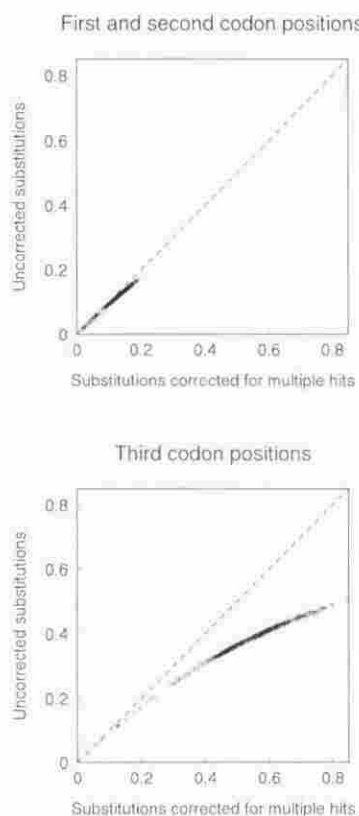 First and second codon positions
0.8
0.6
0.4
0.2
0
Uncorrected substitutions
0 0.2 0.4 0.6 0.8
Substitutions corrected for multiple hits
Third codon positions
0.8
0.6
0.4
0.2
0
Uncorrected substitutions
0 0.2 0.4 0.6 0.8
Substitutions corrected for multiple hits